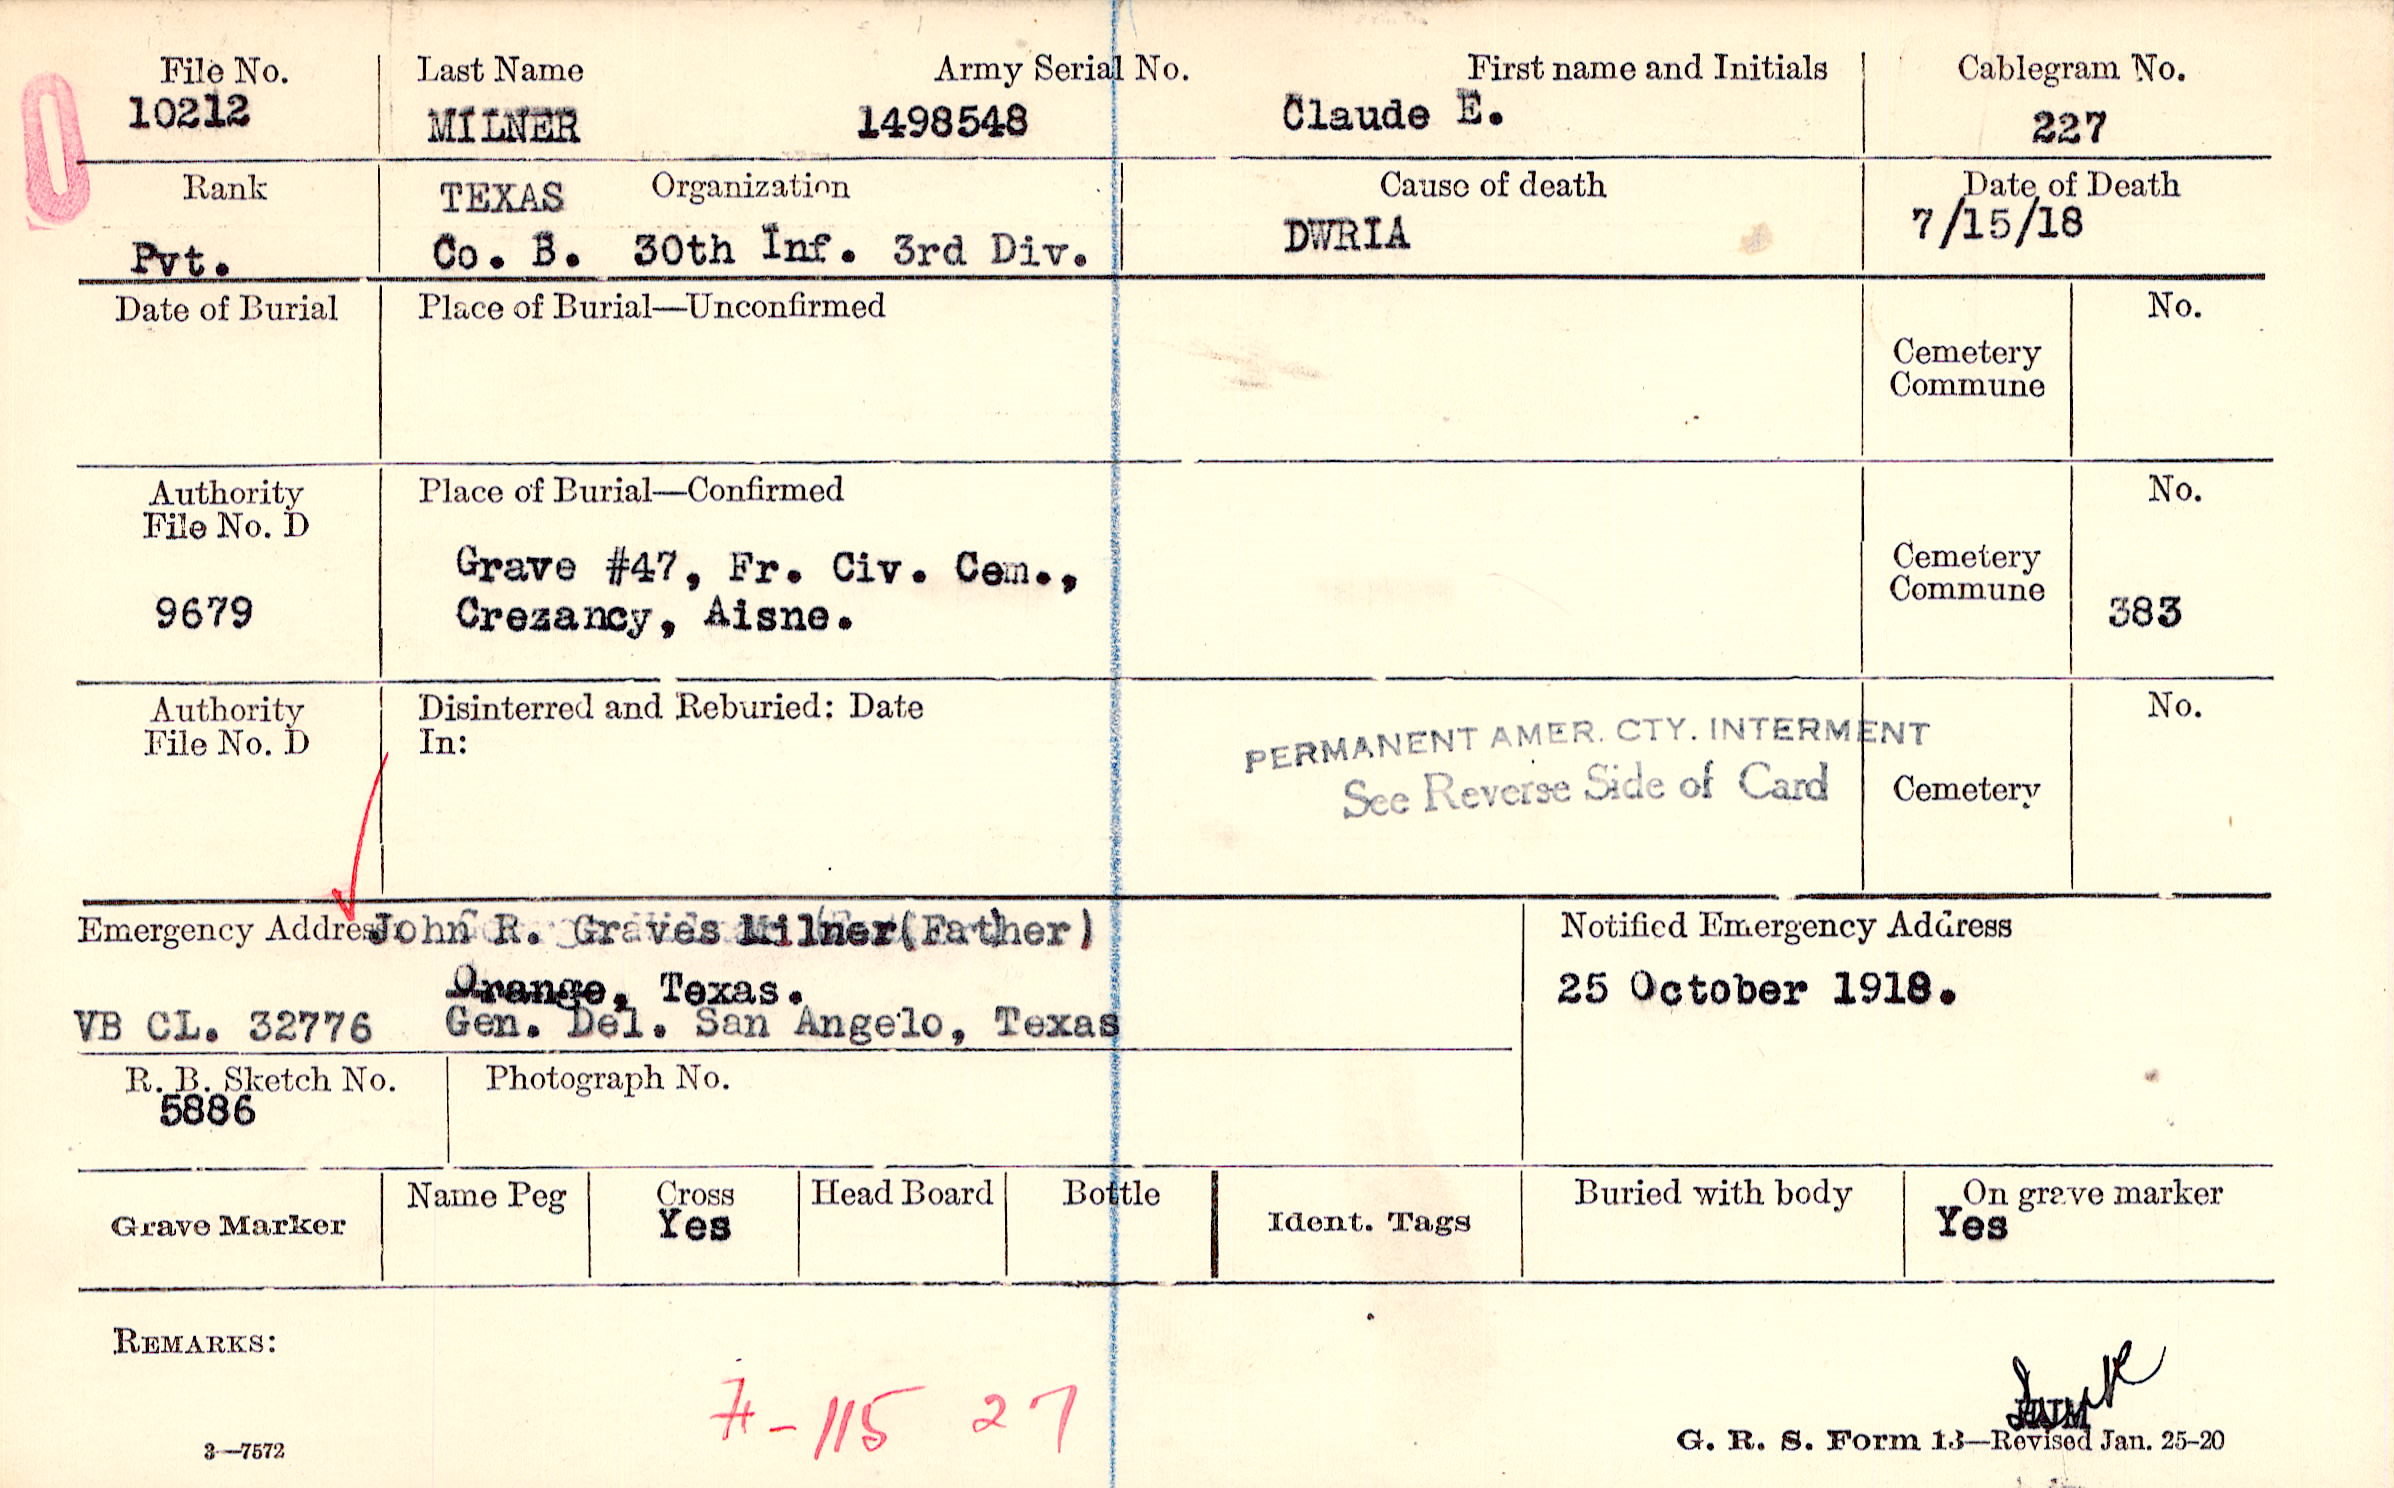 File No. Last Name Army Serial No. First name and Initials Cablegram No.
10212 MILNER 1498548 Claude E. 227
Rank TEXAS Organization Cause of death Date of Death
Pvt. Co. B. 30th Inf. 3rd Div. DWRIA 7/15/18
Date of Burial Place of Burial—Unconfirmed No.
Cemetery
Commune
Authority Place of Burial—Confirmed No.
File No. D
Grave #47, Fr. Civ. Cem., Cemetery
9679 Crezancy, Aisne. Commune 383
Authority Disinterred and Reburied: Date No.
File No. D In:
PERMANENT AMER. CTY. INTERMENT
See Reverse Side of Card Cemetery
Emergency Address John R. Graves Milner (Father) Notified Emergency Address
Orange, Texas. 25 October 1918.
VB CL. 32776 Gen. Del. San Angelo, Texas
R. B. Sketch No. Photograph No.
5886
Grave Marker Name Peg Cross Head Board Bottle Ident. Tags Buried with body On grave marker
Yes Yes
REMARKS:
115 27
3—7572 G. R. S. Form 13—Revised Jan. 25-20